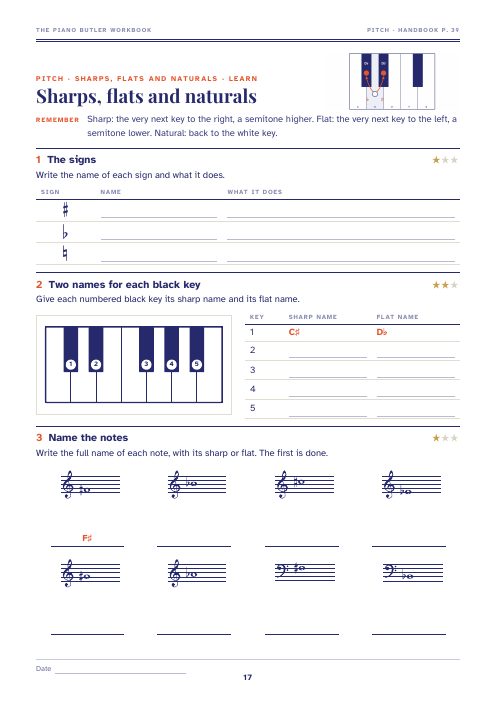 THE PIANO BUTLER WORKBOOK
PITCH · HANDBOOK P. 39
PITCH · SHARPS, FLATS AND NATURALS · LEARN
Sharps, flats and naturals
REMEMBER Sharp: the very next key to the right, a semitone higher. Flat: the very next key to the left, a
semitone lower. Natural: back to the white key.
1 The signs
Write the name of each sign and what it does.
SIGN NAME WHAT IT DOES
♯
♭
♮
2 Two names for each black key
Give each numbered black key its sharp name and its flat name.
1 2 3 4 5
KEY SHARP NAME FLAT NAME
1 C♯ D♭
2
3
4
5
3 Name the notes
Write the full name of each note, with its sharp or flat. The first is done.
F♯
Date
17